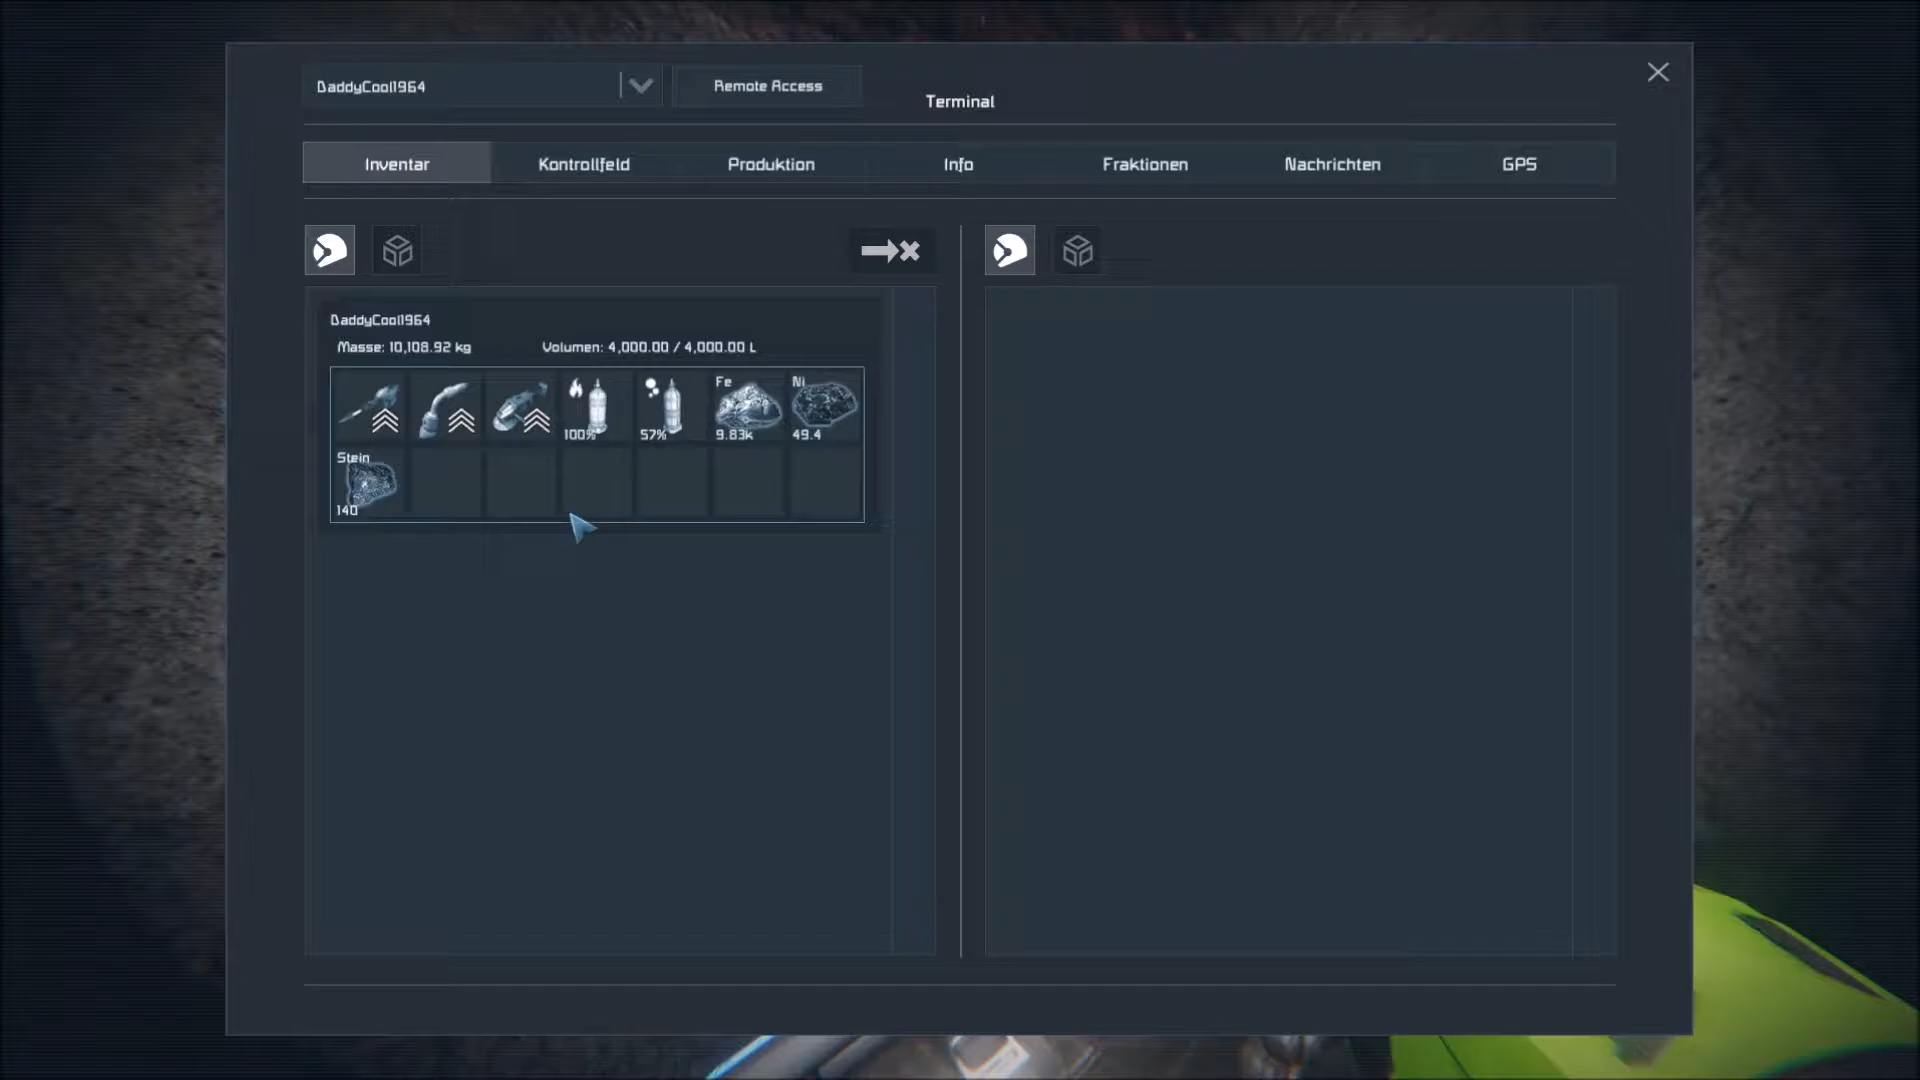 DaddyCool1964
Remote Access
Terminal
Inventar
Kontrollfeld
Produktion
Info
Fraktionen
Nachrichten
GPS
DaddyCool1964
Masse: 10,108.92 kg
Volumen: 4,000.00 / 4,000.00 L
Fe
Ni
100%
57%
9.83k
49.4
Stein
140